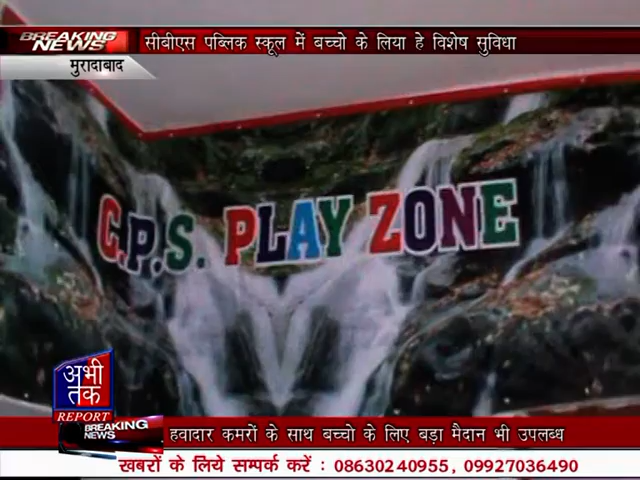 BREAKING NEWS
सीबीएस पब्लिक स्कूल में बच्चो के लिया हे विशेष सुविधा
मुरादाबाद
C.P.S. PLAY ZONE
अभी
तक
REPORT
BREAKING NEWS
हवादार कमरों के साथ बच्चो के लिए बड़ा मैदान भी उपलब्ध
खबरों के लिये सम्पर्क करें : 08630240955, 09927036490